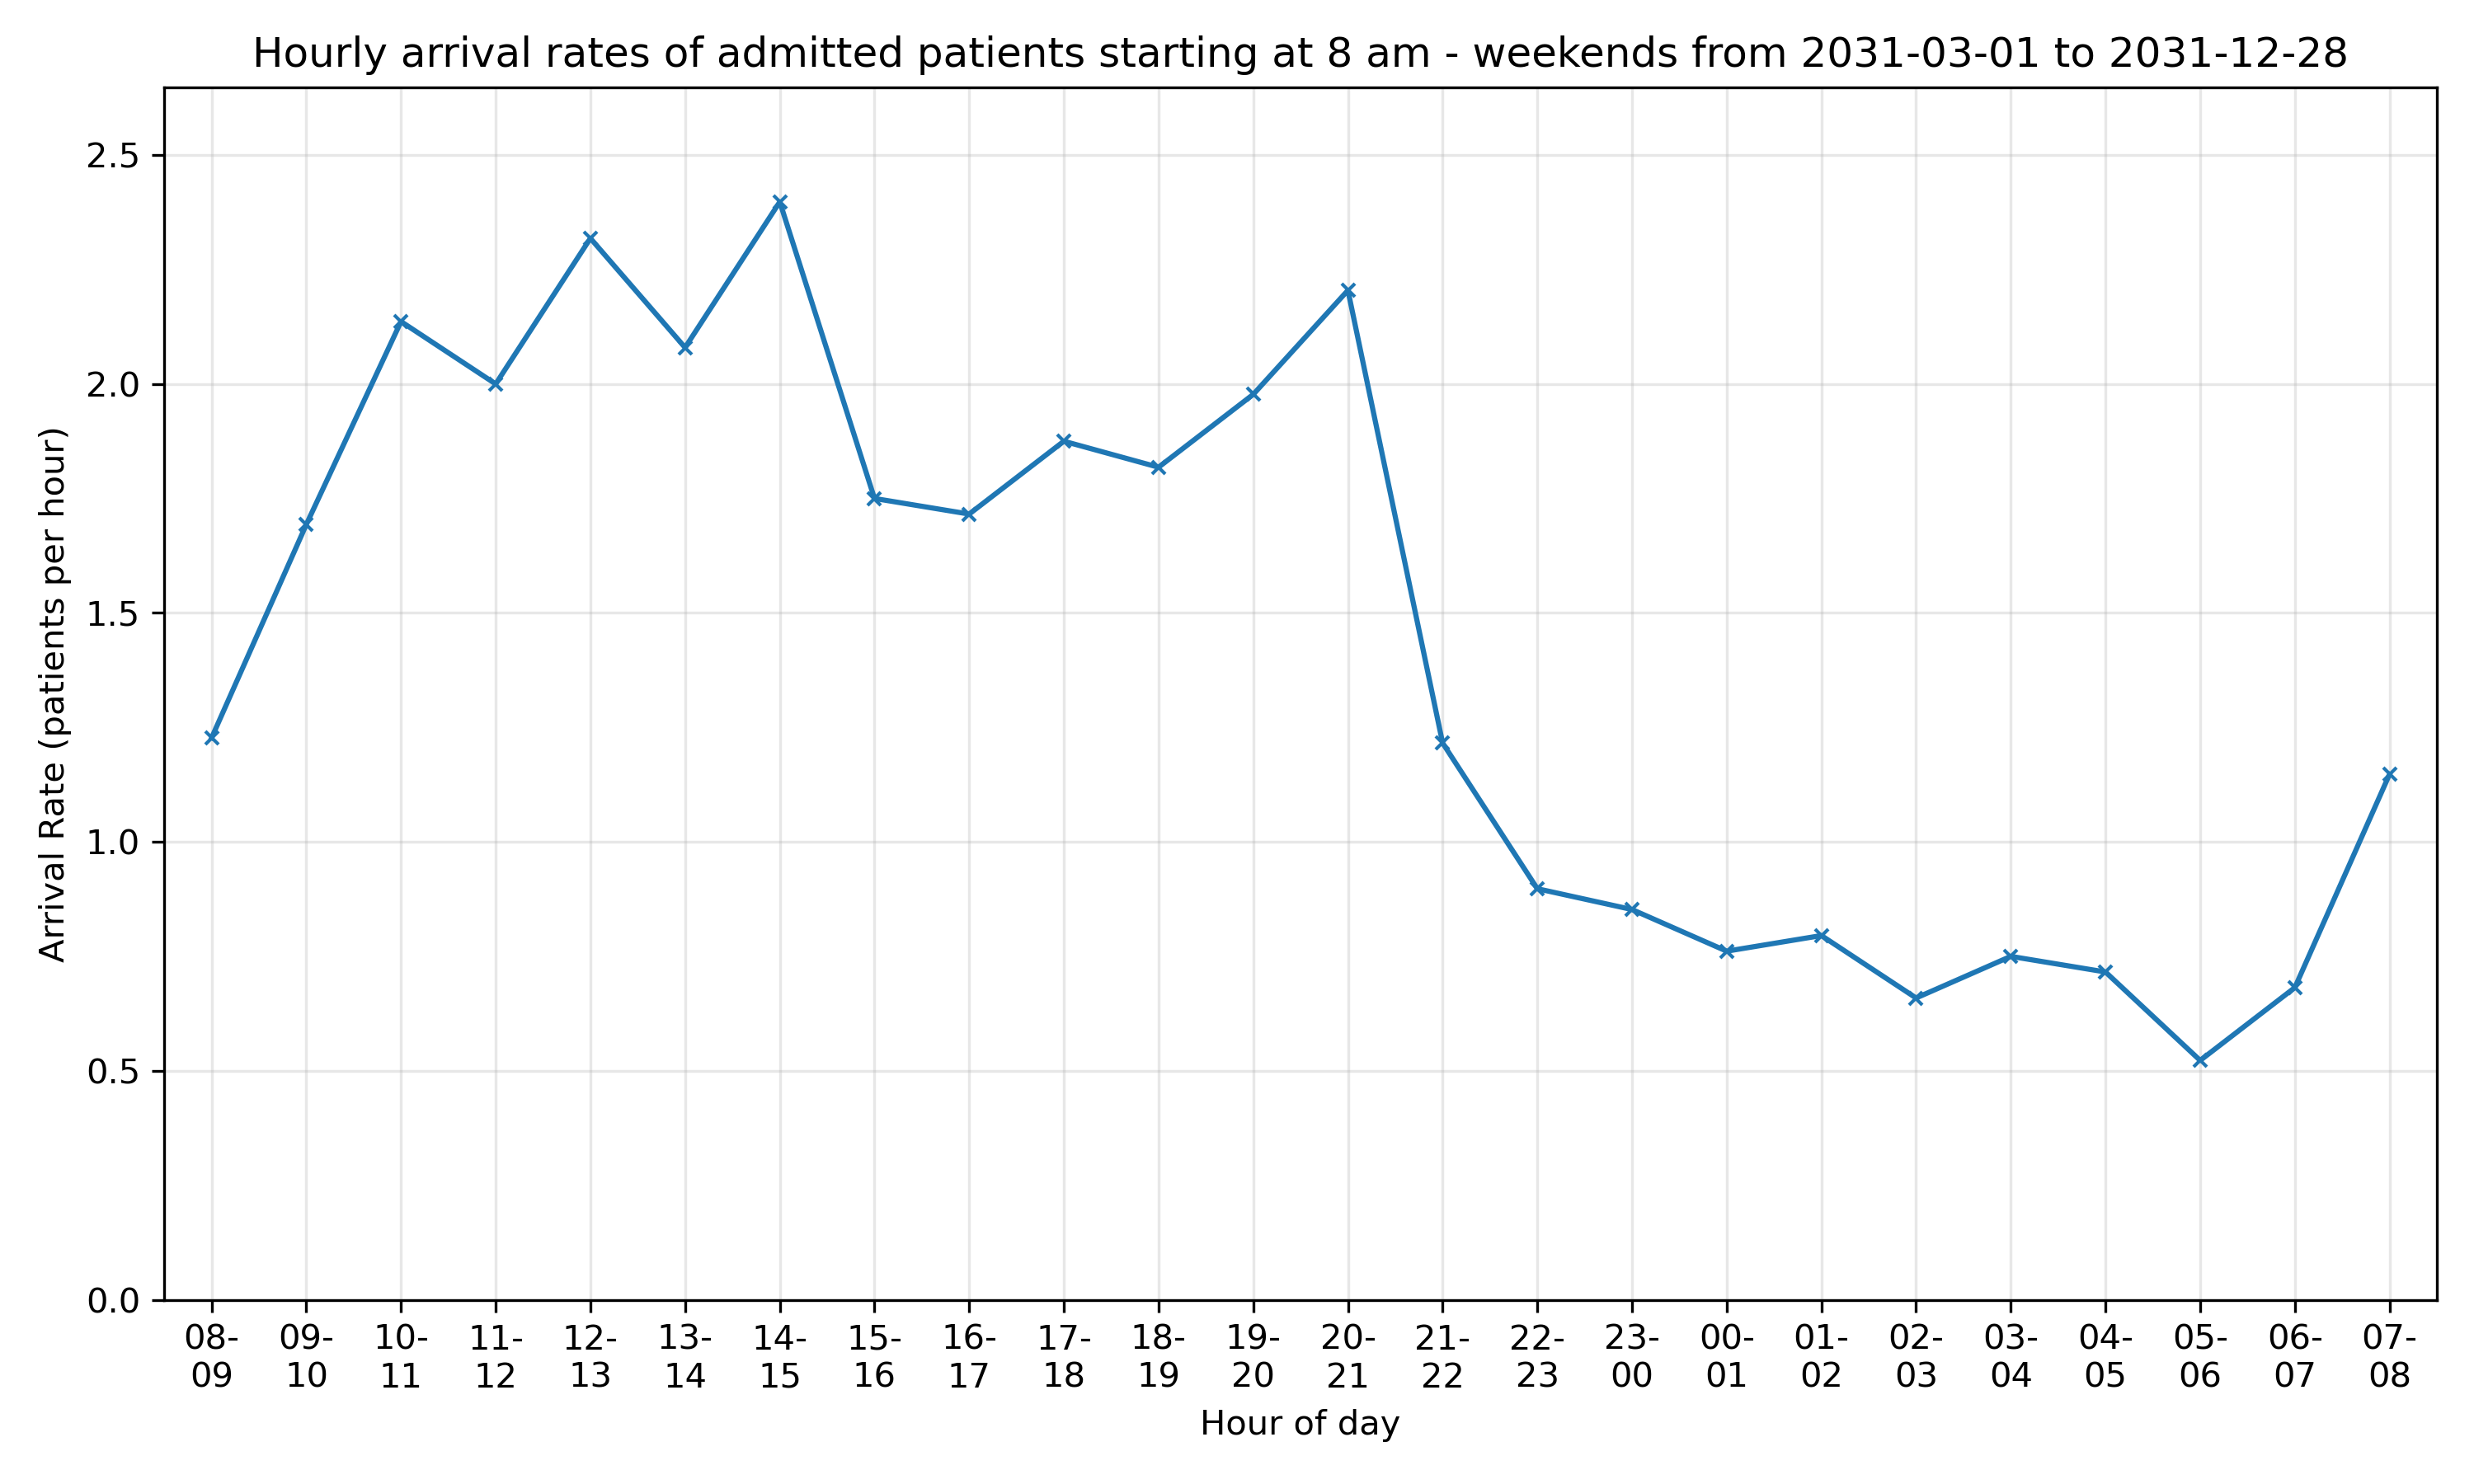 Hourly arrival rates of admitted patients starting at 8 am - weekends from 2031-03-01 to 2031-12-28
Arrival Rate (patients per hour)
2.5
2.0
1.5
1.0
0.5
0.0
08- 09- 10- 11- 12- 13- 14- 15- 16- 17- 18- 19- 20- 21- 22- 23- 00- 01- 02- 03- 04- 05- 06- 07-
09 10 11 12 13 14 15 16 17 18 19 20 21 22 23 00 01 02 03 04 05 06 07 08
Hour of day